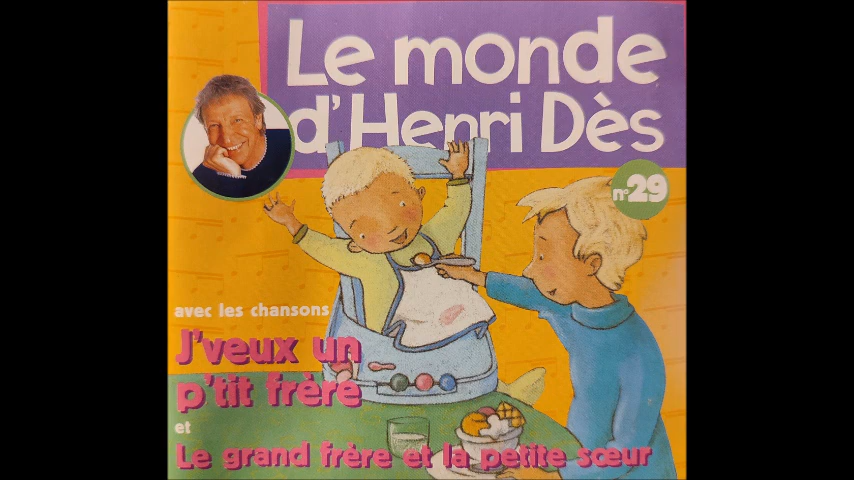 Le monde
d'Henri Dès
n°29
avec les chansons
J'veux un
p'tit frère
et
Le grand frère et la petite sœur